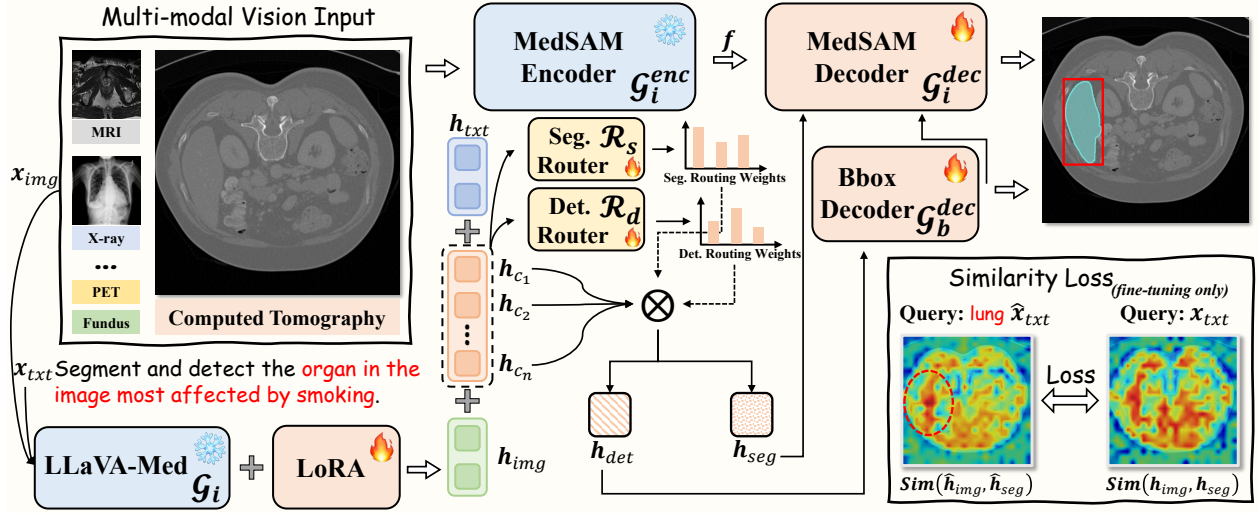 Multi-modal Vision Input
MRI
X-ray
...
PET
Fundus
Computed Tomography
x_img
x_txt Segment and detect the organ in the
image most affected by smoking.
LLaVA-Med
G_i
+
LoRA
MedSAM
Encoder G_i^enc
f
MedSAM
Decoder G_i^dec
h_txt
+
h_c1
h_c2
...
h_cn
+
h_img
Seg. R_s
Router
Seg. Routing Weights
Det. R_d
Router
Det. Routing Weights
h_det
h_seg
Bbox
Decoder G_b^dec
Similarity Loss (fine-tuning only)
Query: lung x̂_txt
Query: x_txt
Loss
Sim(ĥ_img, ĥ_seg)
Sim(h_img, h_seg)